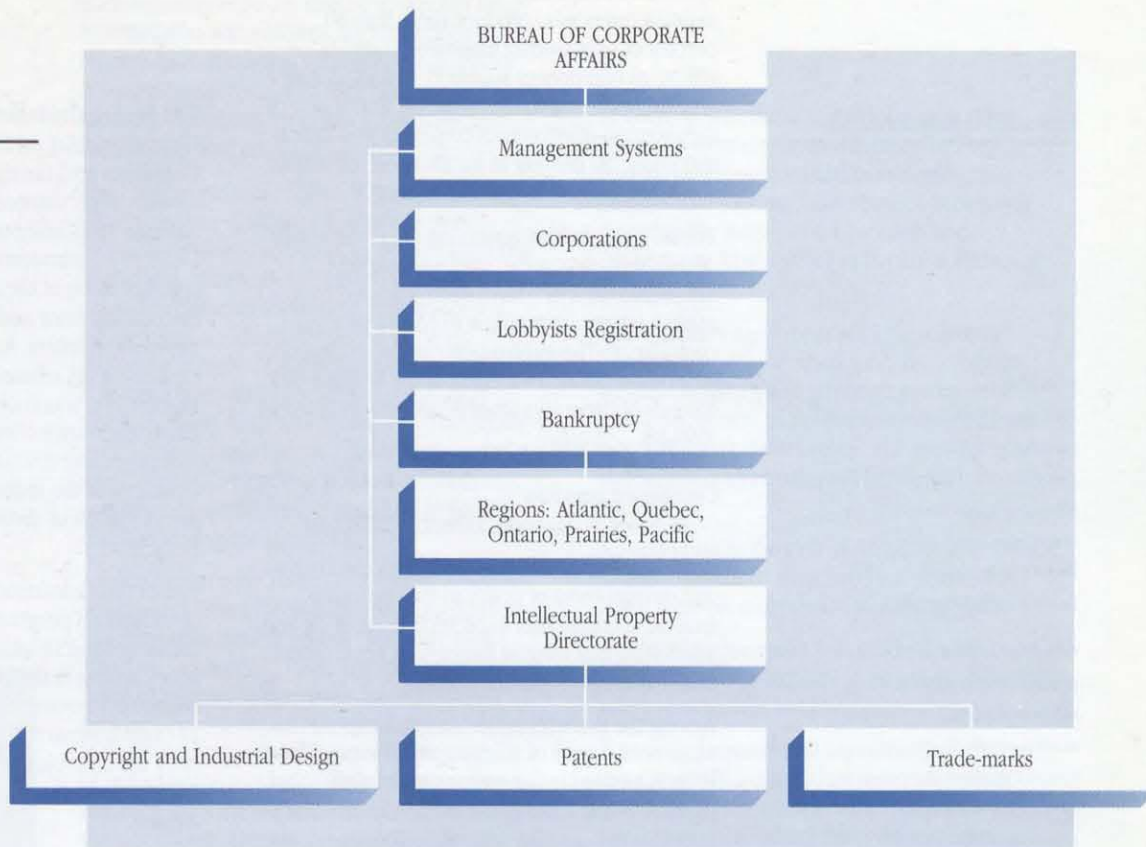 BUREAU OF CORPORATE
AFFAIRS
Management Systems
Corporations
Lobbyists Registration
Bankruptcy
Regions: Atlantic, Quebec,
Ontario, Prairies, Pacific
Intellectual Property
Directorate
Copyright and Industrial Design
Patents
Trade-marks